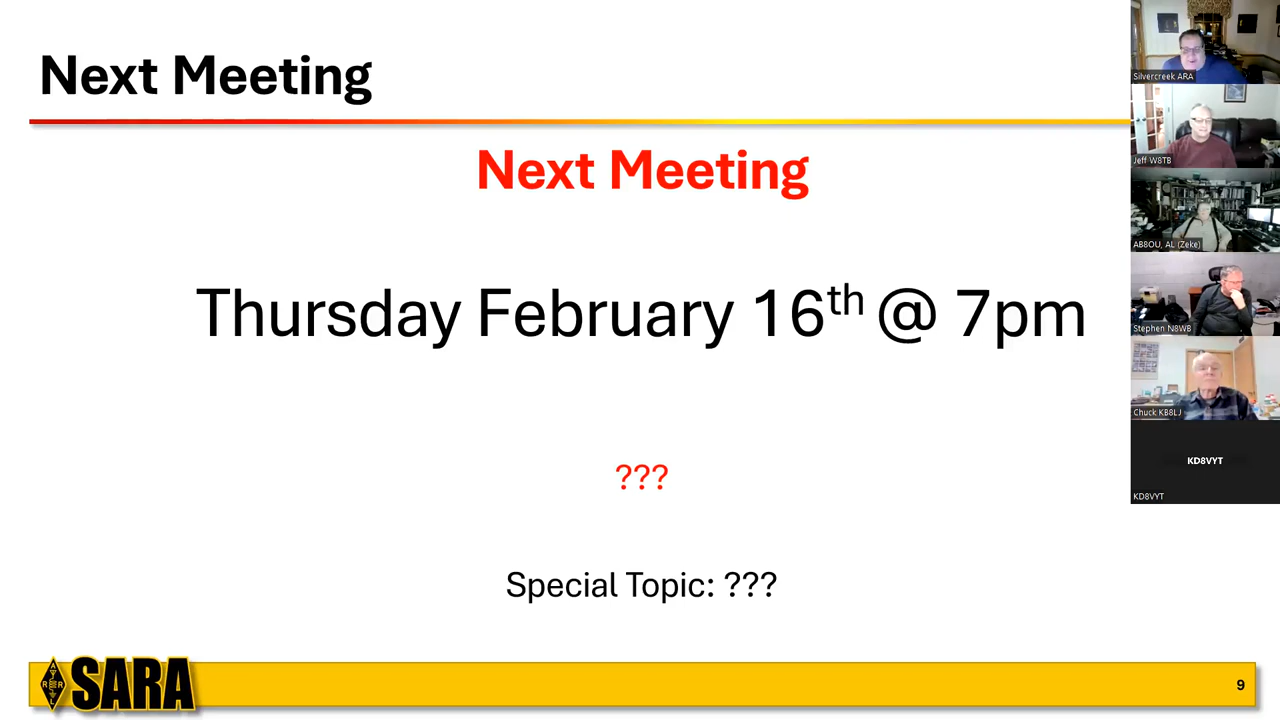 Next Meeting
Next Meeting
Thursday February 16th @ 7pm
???
Special Topic: ???
SARA
9
Silvercreek ARA
Jeff W8TB
AB8OU, AL (Zeke)
Stephen N8WB
Chuck KB8LJ
KD8VYT
KD8VYT